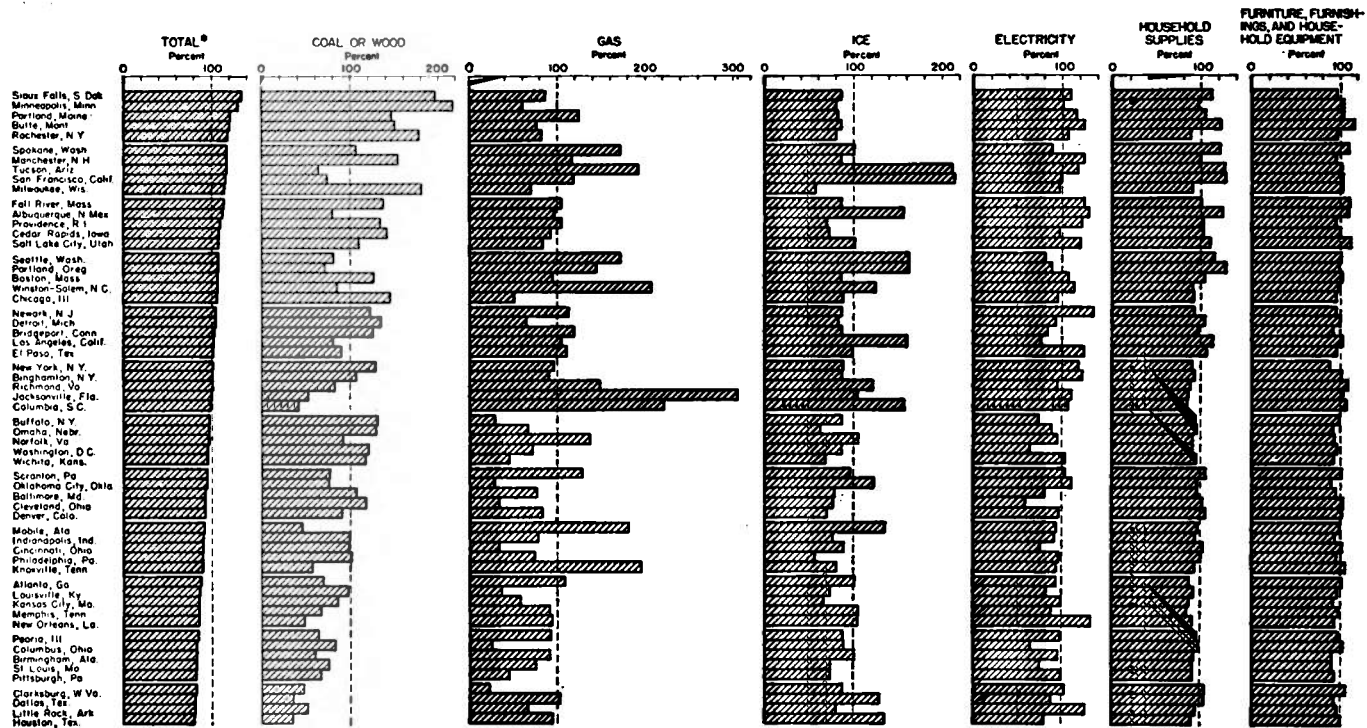 TOTAL*
Percent
0 100
COAL OR WOOD
Percent
0 100 200
GAS
Percent
0 100 200 300
ICE
Percent
0 100 200
ELECTRICITY
Percent
0 100
HOUSEHOLD
SUPPLIES
Percent
0 100
FURNITURE, FURNISH-
INGS, AND HOUSE-
HOLD EQUIPMENT
Percent
0 100
Sioux Falls, S. Dak
Minneapolis, Minn
Portland, Maine
Butte, Mont
Rochester, N.Y
Spokane, Wash
Manchester, N H
Tucson, Ariz
San Francisco, Calif.
Milwaukee, Wis.
Fall River, Mass
Albuquerque, N Mex
Providence, R I
Cedar Rapids, Iowa
Salt Lake City, Utah
Seattle, Wash.
Portland, Oreg
Boston, Mass
Winston-Salem, N.C.
Chicago, Ill
Newark, N J
Detroit, Mich
Bridgeport, Conn
Los Angeles, Calif.
El Paso, Tex
New York, N.Y.
Binghamton, N.Y.
Richmond, Va
Jacksonville, Fla.
Columbia, S.C.
Buffalo, N.Y.
Omaha, Nebr.
Norfolk, Va
Washington, D.C.
Wichita, Kans.
Scranton, Pa
Oklahoma City, Okla
Baltimore, Md.
Cleveland, Ohio
Denver, Colo.
Mobile, Ala
Indianapolis, Ind.
Cincinnati, Ohio
Philadelphia, Pa.
Knoxville, Tenn
Atlanta, Ga
Louisville, Ky
Kansas City, Mo.
Memphis, Tenn
New Orleans, La.
Peoria, Ill
Columbus, Ohio
Birmingham, Ala.
St Louis, Mo
Pittsburgh, Pa
Clarksburg, W Va.
Dallas, Tex.
Little Rock, Ark
Houston, Tex.